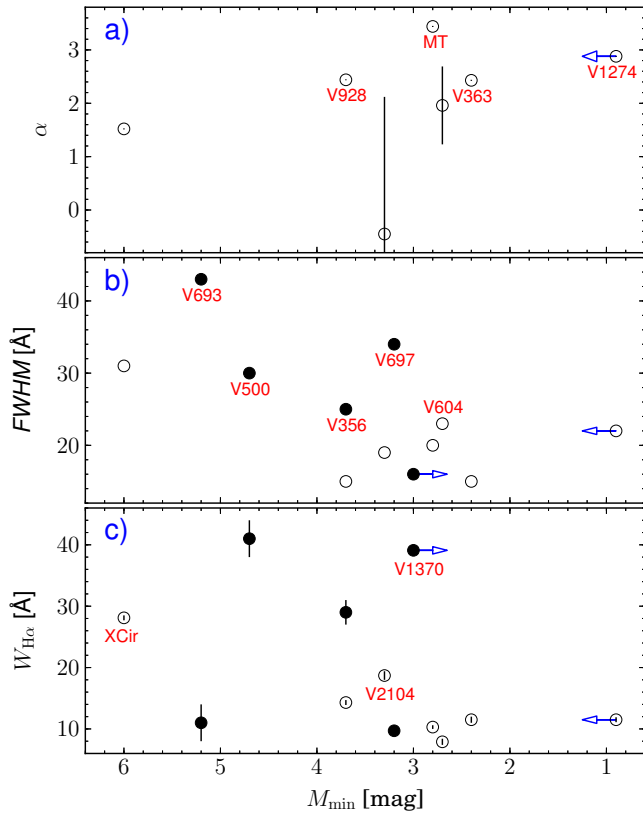 a)
MT
3
V928
V363
V1274
2
α
1
0
b)
V693
40
V697
FWHM [Å]
V500
30
V356
V604
20
c)
40
V1370
W_Hα [Å]
30
XCir
20
V2104
10
6 5 4 3 2 1
M_min [mag]